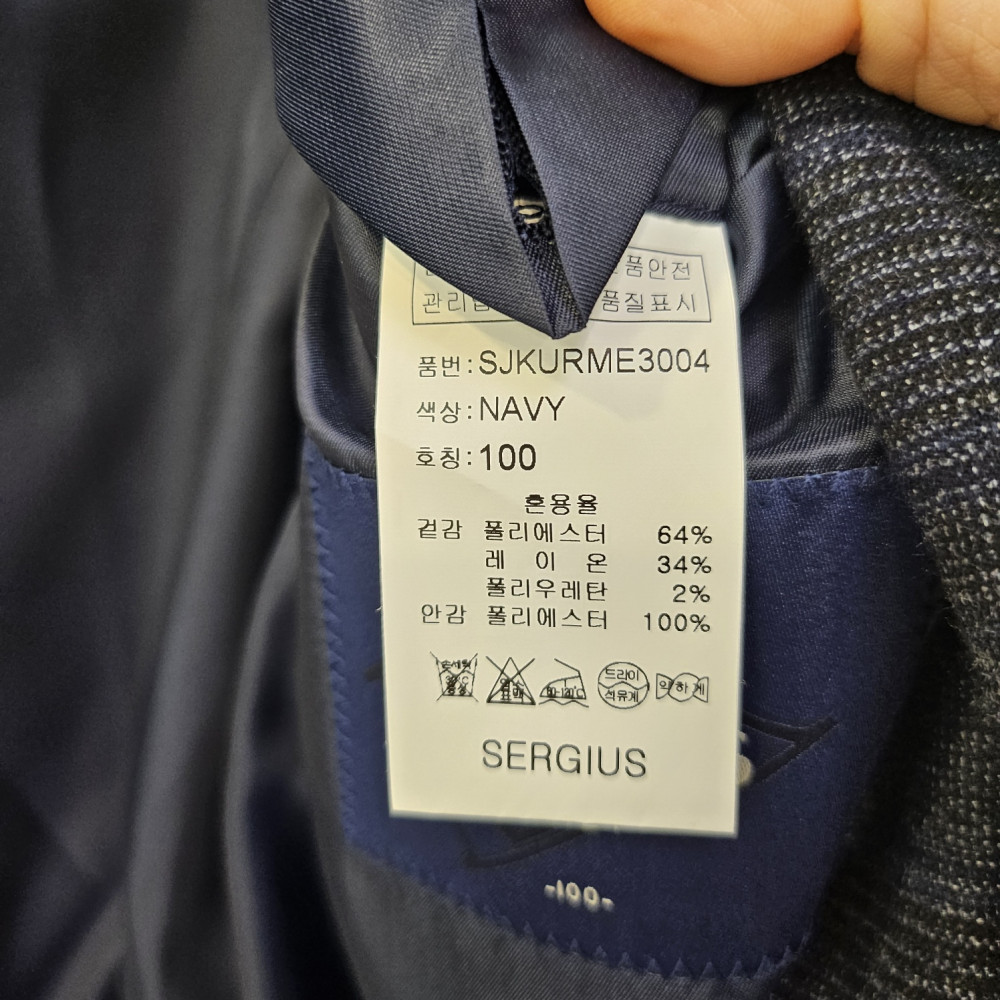 품안전
관리법 품질표시
품번:SJKURME3004
색상:NAVY
호칭:100
혼용율
겉감 폴리에스터 64%
레 이 온 34%
폴리우레탄 2%
안감 폴리에스터 100%
드라이
석유계
약하게
SERGIUS
-100-